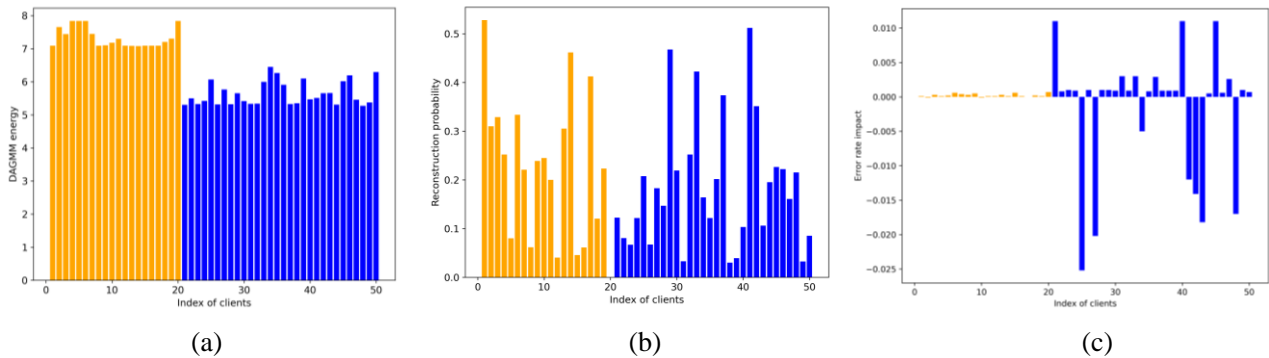 8
7
6
5
4
3
2
1
0
DAGMM energy
0 10 20 30 40 50
Index of clients
(a)
0.5
0.4
0.3
0.2
0.1
0.0
Reconstruction probability
0 10 20 30 40 50
Index of clients
(b)
0.010
0.005
0.000
−0.005
−0.010
−0.015
−0.020
−0.025
Error rate impact
0 10 20 30 40 50
Index of clients
(c)